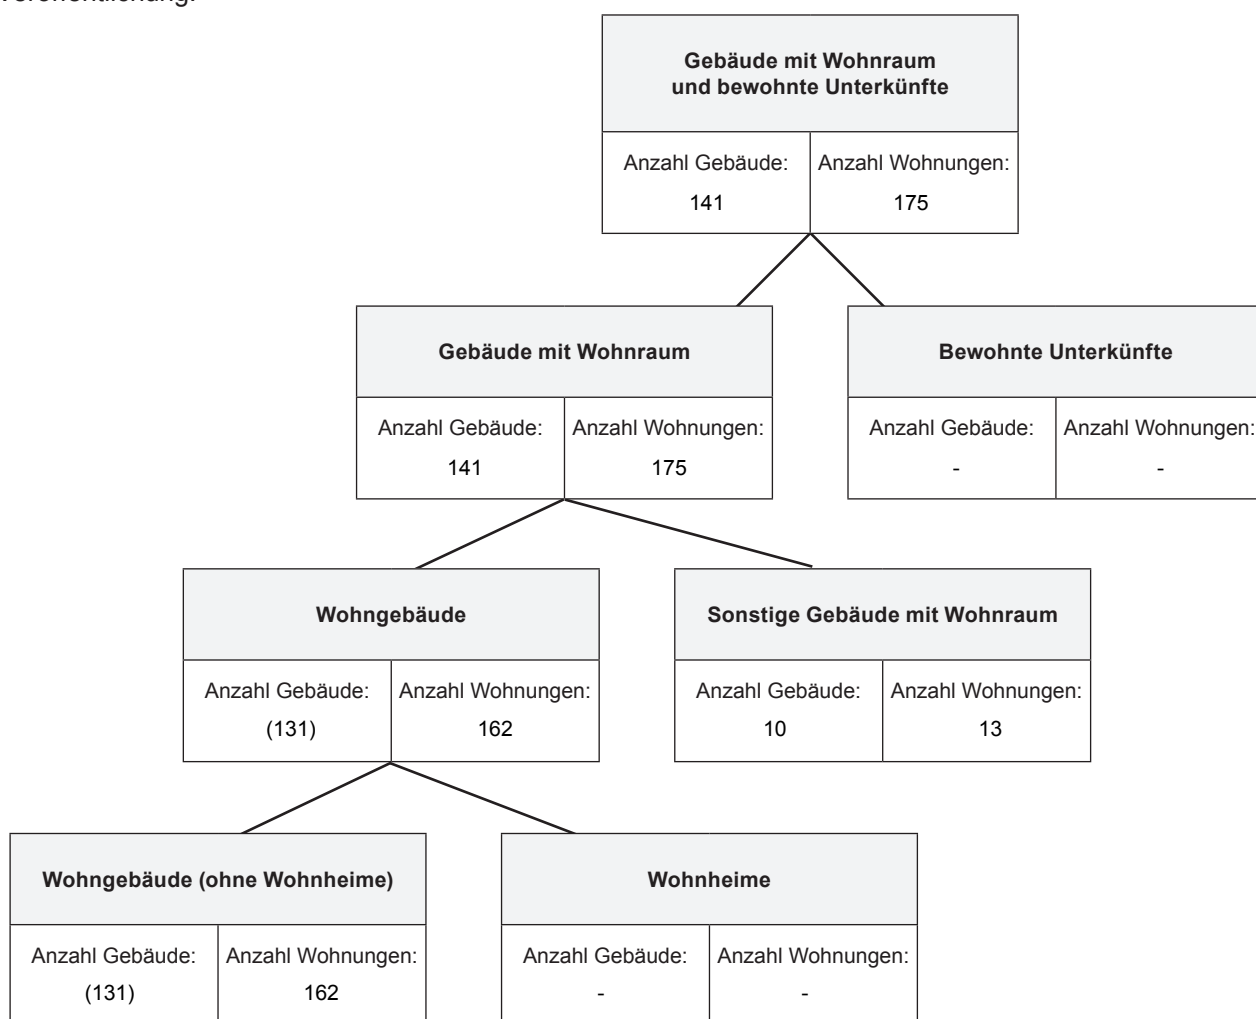 Veröffentlichung.
Gebäude mit Wohnraum
und bewohnte Unterkünfte
Anzahl Gebäude: Anzahl Wohnungen:
141 175
Gebäude mit Wohnraum Bewohnte Unterkünfte
Anzahl Gebäude: Anzahl Wohnungen: Anzahl Gebäude: Anzahl Wohnungen:
141 175 - -
Wohngebäude Sonstige Gebäude mit Wohnraum
Anzahl Gebäude: Anzahl Wohnungen: Anzahl Gebäude: Anzahl Wohnungen:
(131) 162 10 13
Wohngebäude (ohne Wohnheime) Wohnheime
Anzahl Gebäude: Anzahl Wohnungen: Anzahl Gebäude: Anzahl Wohnungen:
(131) 162 - -